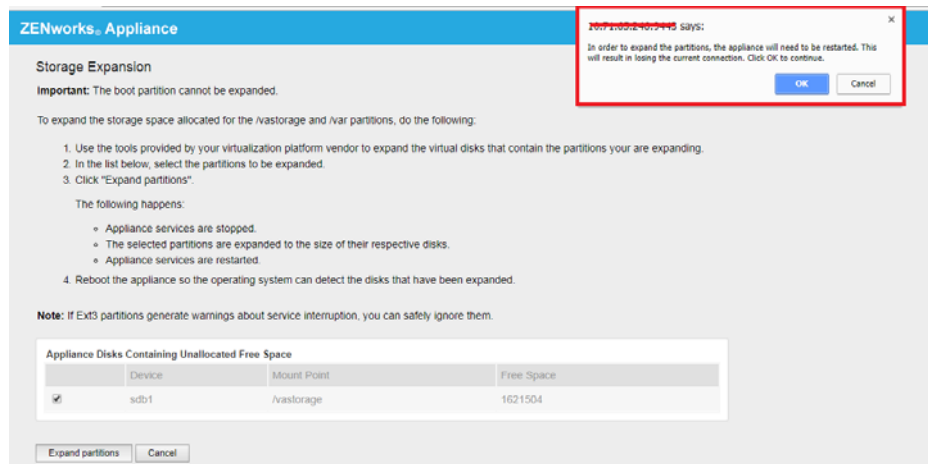 ZENworks® Appliance
says:
In order to expand the partitions, the appliance will need to be restarted. This
will result in losing the current connection. Click OK to continue.
OK
Cancel
Storage Expansion
Important: The boot partition cannot be expanded.
To expand the storage space allocated for the /vastorage and /var partitions, do the following:
1. Use the tools provided by your virtualization platform vendor to expand the virtual disks that contain the partitions your are expanding.
2. In the list below, select the partitions to be expanded.
3. Click "Expand partitions".
The following happens:
Appliance services are stopped.
The selected partitions are expanded to the size of their respective disks.
Appliance services are restarted.
4. Reboot the appliance so the operating system can detect the disks that have been expanded.
Note: If Ext3 partitions generate warnings about service interruption, you can safely ignore them.
Appliance Disks Containing Unallocated Free Space
Device Mount Point Free Space
sdb1 /vastorage 1621504
Expand partitions Cancel